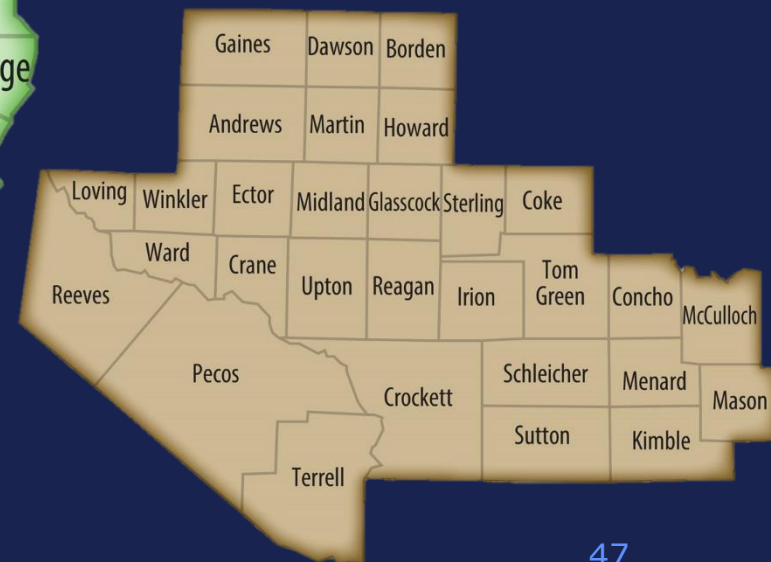 ge
Gaines
Dawson
Borden
Andrews
Martin
Howard
Loving
Winkler
Ector
Midland
Glasscock
Sterling
Coke
Ward
Crane
Reeves
Upton
Reagan
Irion
Tom
Green
Concho
McCulloch
Pecos
Crockett
Schleicher
Menard
Mason
Sutton
Kimble
Terrell
47